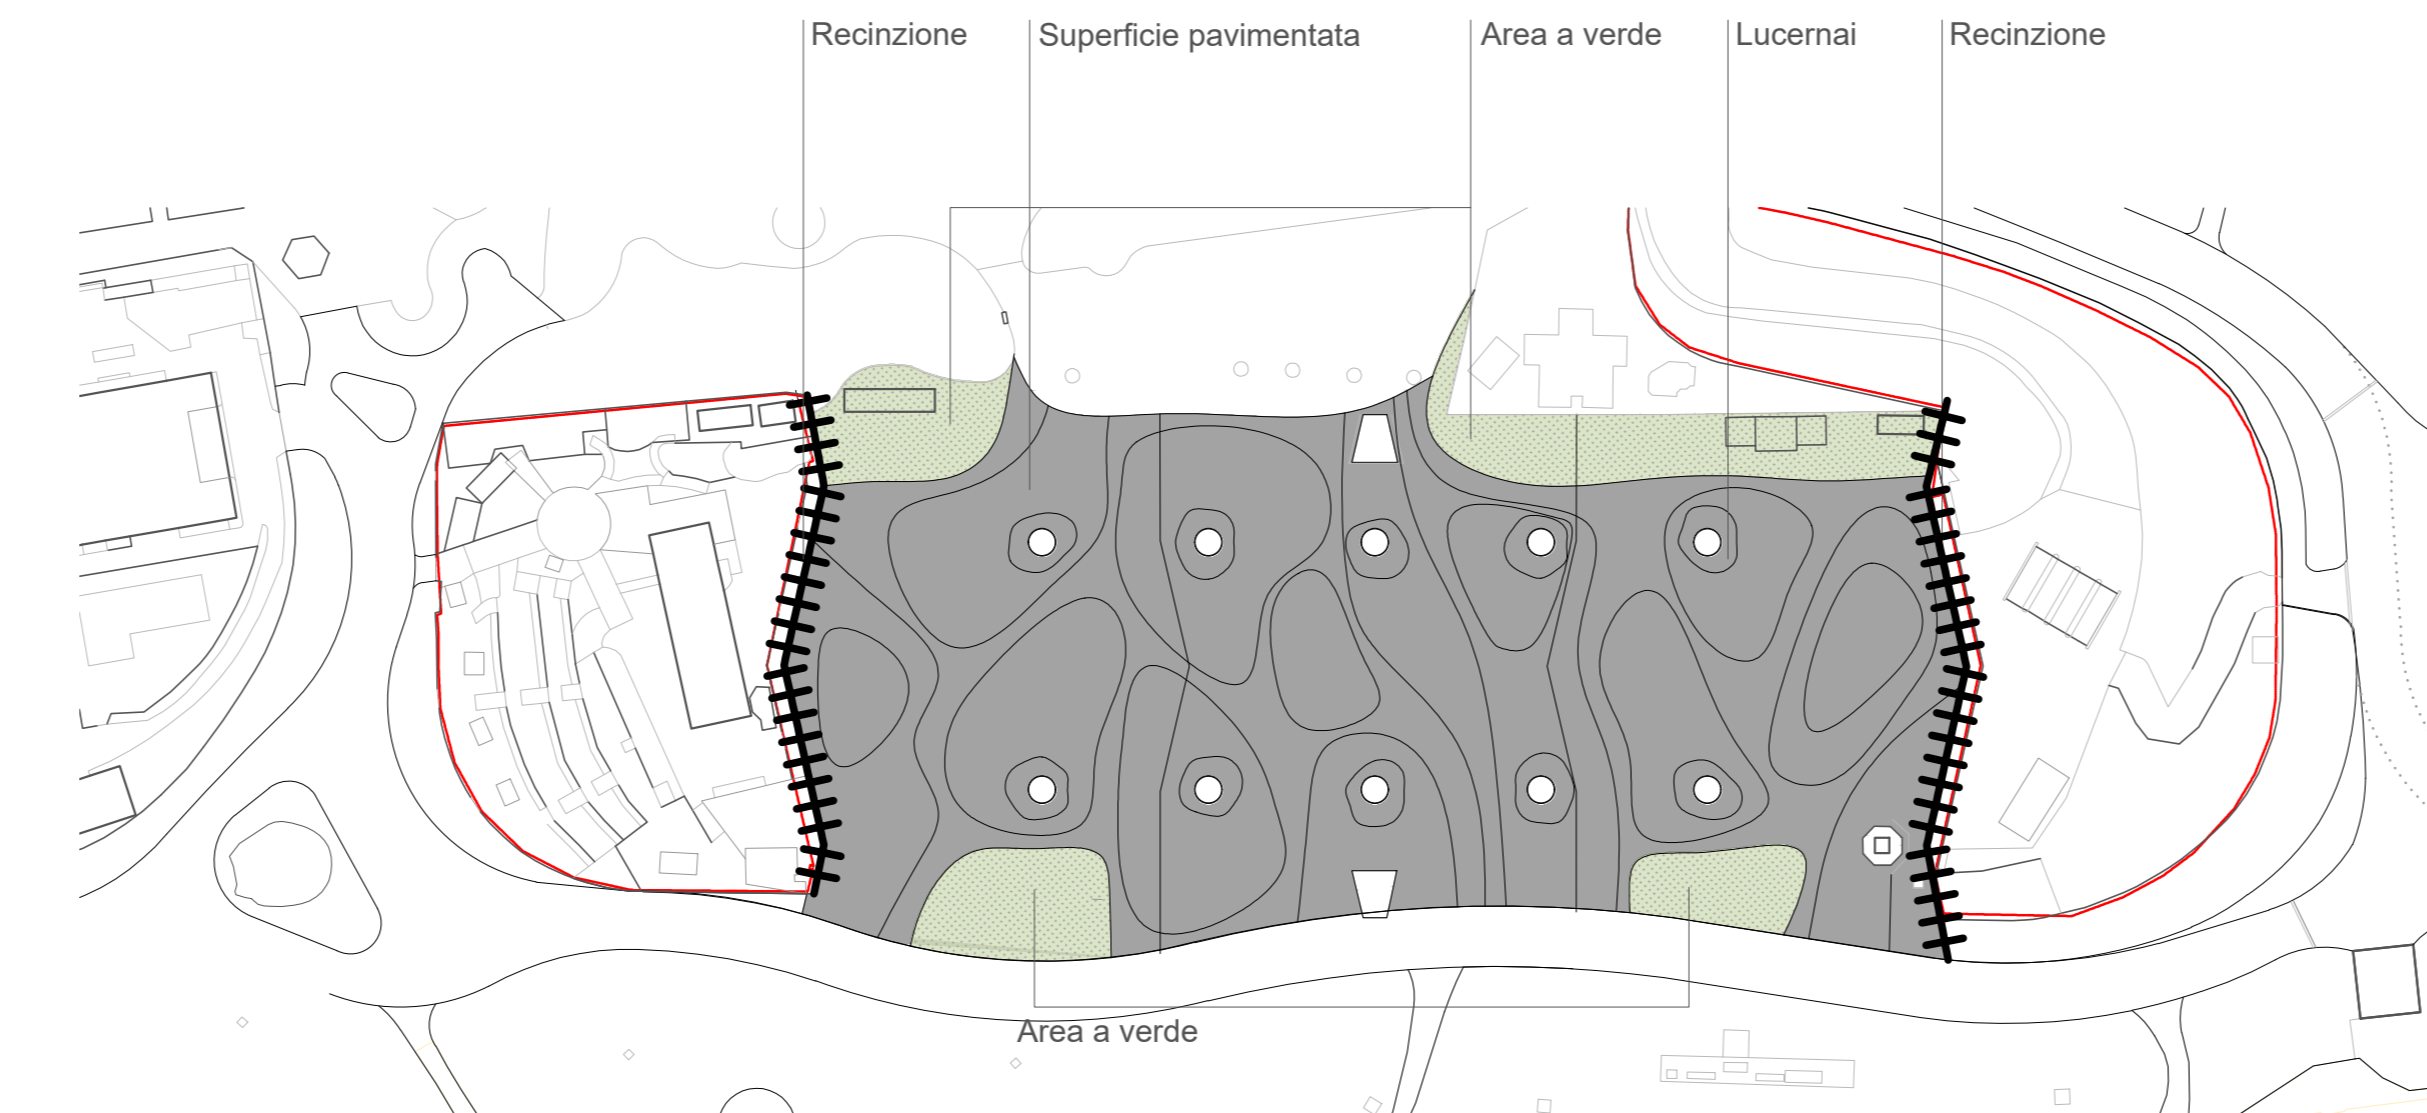 Recinzione
Superficie pavimentata
Area a verde
Lucernai
Recinzione
Area a verde